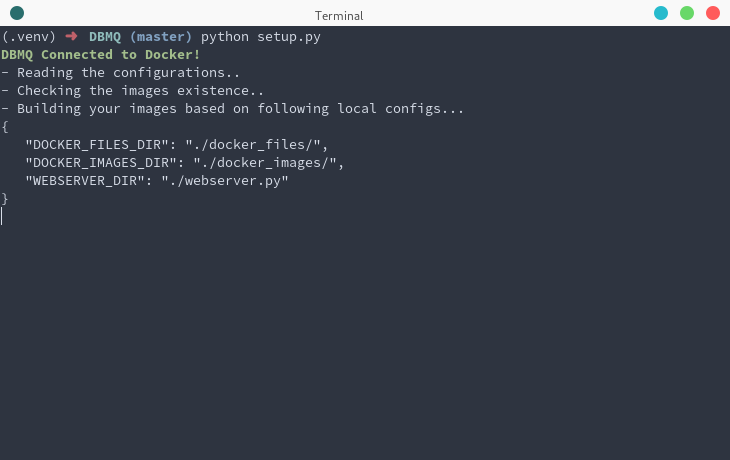 Terminal
(.venv) ➜ DBMQ (master) python setup.py
DBMQ Connected to Docker!
- Reading the configurations..
- Checking the images existence..
- Building your images based on following local configs...
{
   "DOCKER_FILES_DIR": "./docker_files/",
   "DOCKER_IMAGES_DIR": "./docker_images/",
   "WEBSERVER_DIR": "./webserver.py"
}